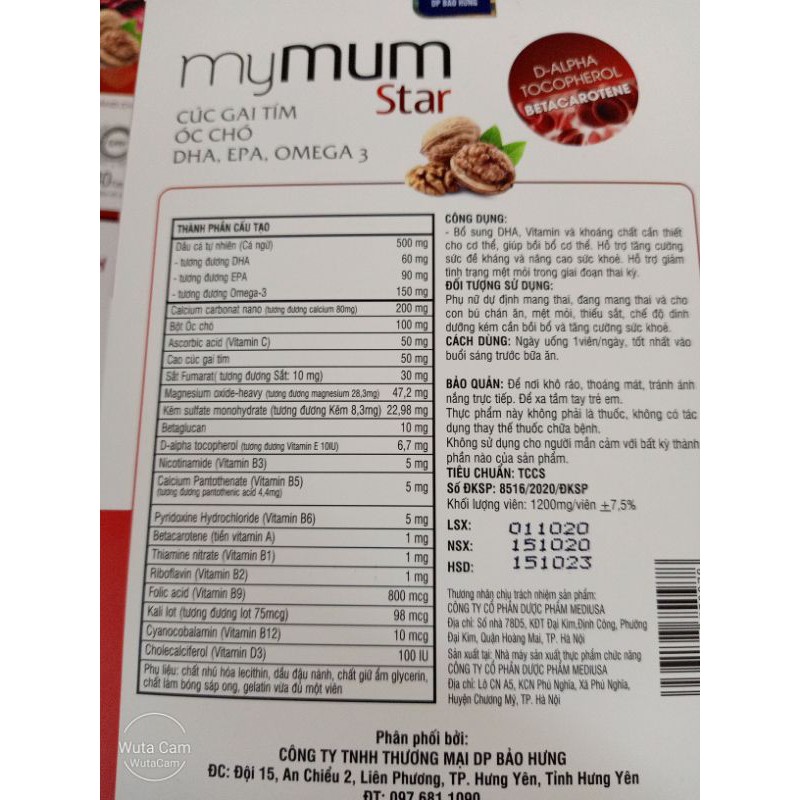 DP BẢO HƯNG
mymum
Star
CÚC GAI TÍM
ÓC CHÓ
DHA, EPA, OMEGA 3
D-ALPHA
TOCOPHEROL
BETACAROTENE
THÀNH PHẦN CẤU TẠO
Dầu cá tự nhiên (Cá ngừ) 500 mg
- tương đương DHA 60 mg
- tương đương EPA 90 mg
- tương đương Omega-3 150 mg
Calcium carbonat nano (tương đương calcium 80mg) 200 mg
Bột Óc chó 100 mg
Ascorbic acid (Vitamin C) 50 mg
Cao cúc gai tím 50 mg
Sắt Fumarat( tương đương Sắt: 10 mg) 30 mg
Magnesium oxide-heavy (tương đương magnesium 28,3mg) 47,2 mg
Kẽm sulfate monohydrate (tương đương Kẽm 8,3mg) 22,98 mg
Betaglucan 10 mg
D-alpha tocopherol (tương đương Vitamin E 10IU) 6,7 mg
Nicotinamide (Vitamin B3) 5 mg
Calcium Pantothenate (Vitamin B5) 5 mg
(tương đương pantothenic acid 4,4mg)
Pyridoxine Hydrochloride (Vitamin B6) 5 mg
Betacarotene (tiền vitamin A) 1 mg
Thiamine nitrate (Vitamin B1) 1 mg
Riboflavin (Vitamin B2) 1 mg
Folic acid (Vitamin B9) 800 mcg
Kali Iot (tương đương Iot 75mcg) 98 mcg
Cyanocobalamin (Vitamin B12) 10 mcg
Cholecalciferol (Vitamin D3) 100 IU
Phụ liệu: chất nhũ hóa lecithin, dầu đậu nành, chất giữ ẩm glycerin,
chất làm bóng sáp ong, gelatin vừa đủ một viên
CÔNG DỤNG:
- Bổ sung DHA, Vitamin và khoáng chất cần thiết
cho cơ thể, giúp bồi bổ cơ thể. Hỗ trợ tăng cường
sức đề kháng và nâng cao sức khoẻ. Hỗ trợ giảm
tình trạng mệt mỏi trong giai đoạn thai kỳ.
ĐỐI TƯỢNG SỬ DỤNG:
Phụ nữ dự định mang thai, đang mang thai và cho
con bú chán ăn, mệt mỏi, thiếu sắt, chế độ dinh
dưỡng kém cần bồi bổ và tăng cường sức khoẻ.
CÁCH DÙNG: Ngày uống 1viên/ngày, tốt nhất vào
buổi sáng trước bữa ăn.
BẢO QUẢN: Để nơi khô ráo, thoáng mát, tránh ánh
nắng trực tiếp. Để xa tầm tay trẻ em.
Thực phẩm này không phải là thuốc, không có tác
dụng thay thế thuốc chữa bệnh.
Không sử dụng cho người mẫn cảm với bất kỳ thành
phần nào của sản phẩm.
TIÊU CHUẨN: TCCS
Số ĐKSP: 8516/2020/ĐKSP
Khối lượng viên: 1200mg/viên ±7,5%
LSX: 011020
NSX: 151020
HSD: 151023
Thương nhân chịu trách nhiệm sản phẩm:
CÔNG TY CỔ PHẦN DƯỢC PHẨM MEDIUSA
Địa chỉ: Số nhà 78D5, KĐT Đại Kim,Định Công, Phường
Đại Kim, Quận Hoàng Mai, TP. Hà Nội
Sản xuất tại: Nhà máy sản xuất thực phẩm chức năng
CÔNG TY CỔ PHẦN DƯỢC PHẨM MEDIUSA
Địa chỉ: Lô CN A5, KCN Phú Nghĩa, Xã Phú Nghĩa,
Huyện Chương Mỹ, TP. Hà Nội
Phân phối bởi:
CÔNG TY TNHH THƯƠNG MẠI DP BẢO HƯNG
ĐC: Đội 15, An Chiểu 2, Liên Phương, TP. Hưng Yên, Tỉnh Hưng Yên
ĐT: 097 681 1090
Wuta Cam
WutaCam